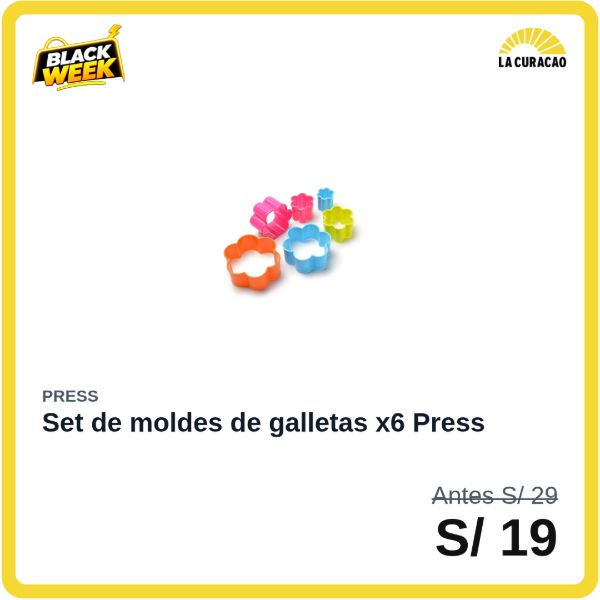 BLACK
WEEK
LA CURACAO
PRESS
Set de moldes de galletas x6 Press
Antes S/ 29
S/ 19